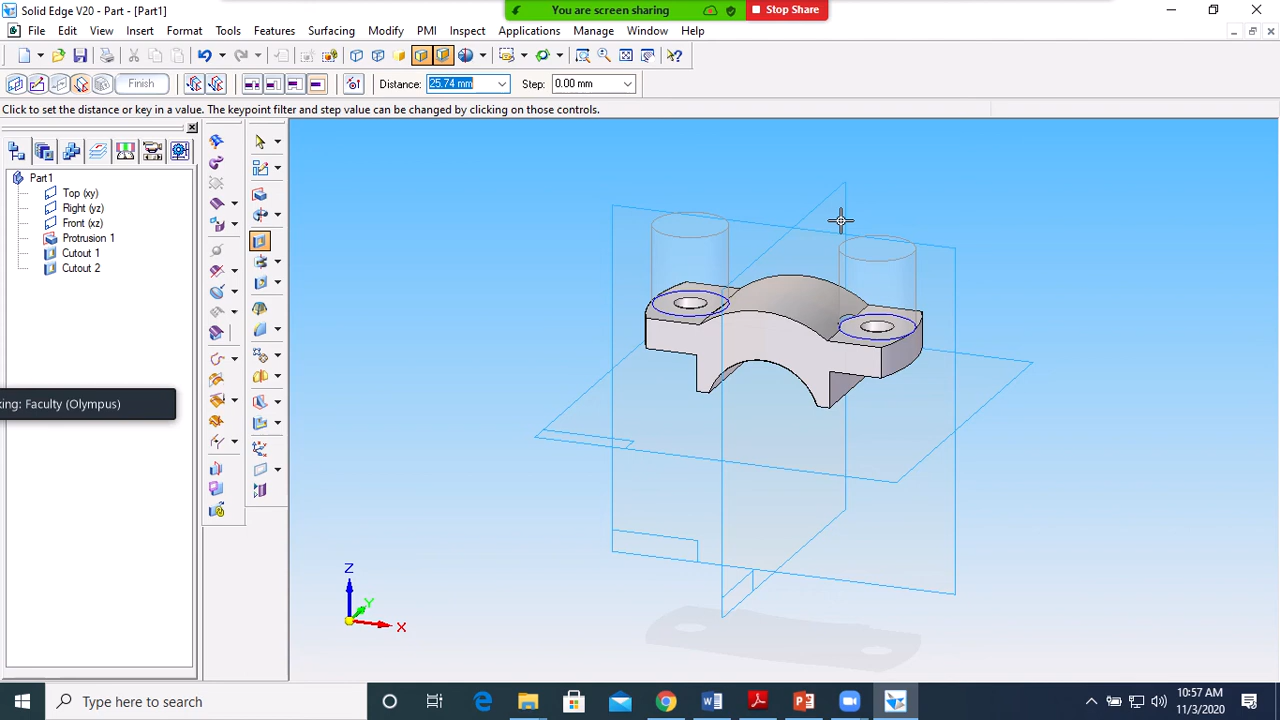 Solid Edge V20 - Part - [Part1]
You are screen sharing
Stop Share
File Edit View Insert Format Tools Features Surfacing Modify PMI Inspect Applications Manage Window Help
Finish
Distance: 25.74 mm
Step: 0.00 mm
Click to set the distance or key in a value. The keypoint filter and step value can be changed by clicking on those controls.
Part1
Top (xy)
Right (yz)
Front (xz)
Protrusion 1
Cutout 1
Cutout 2
king: Faculty (Olympus)
Z
Y
X
Type here to search
10:57 AM
11/3/2020